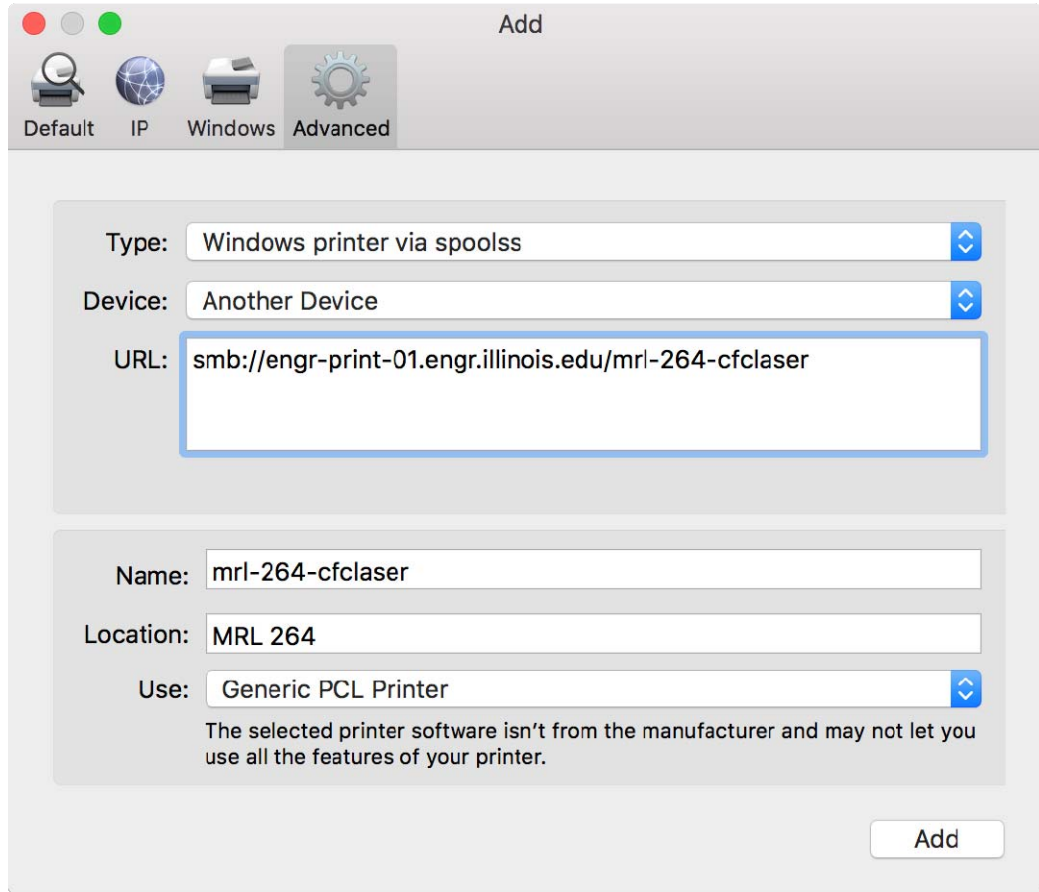 Add
Default IP Windows Advanced
Type: Windows printer via spoolss
Device: Another Device
URL: smb://engr-print-01.engr.illinois.edu/mrl-264-cfclaser
Name: mrl-264-cfclaser
Location: MRL 264
Use: Generic PCL Printer
The selected printer software isn’t from the manufacturer and may not let you
use all the features of your printer.
Add